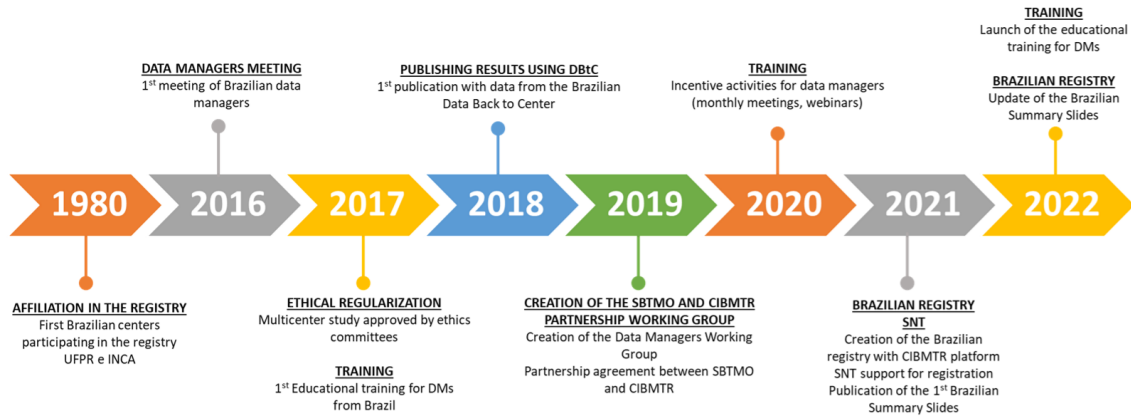 TRAINING
Launch of the educational
training for DMs
DATA MANAGERS MEETING
1st meeting of Brazilian data
managers
PUBLISHING RESULTS USING DBtC
1st publication with data from the Brazilian
Data Back to Center
TRAINING
Incentive activities for data managers
(monthly meetings, webinars)
BRAZILIAN REGISTRY
Update of the Brazilian
Summary Slides
1980
2016
2017
2018
2019
2020
2021
2022
AFFILIATION IN THE REGISTRY
First Brazilian centers
participating in the registry
UFPR e INCA
ETHICAL REGULARIZATION
Multicenter study approved by ethics
committees
TRAINING
1st Educational training for DMs
from Brazil
CREATION OF THE SBTMO AND CIBMTR
PARTNERSHIP WORKING GROUP
Creation of the Data Managers Working
Group
Partnership agreement between SBTMO
and CIBMTR
BRAZILIAN REGISTRY
SNT
Creation of the Brazilian
registry with CIBMTR platform
SNT support for registration
Publication of the 1st Brazilian
Summary Slides